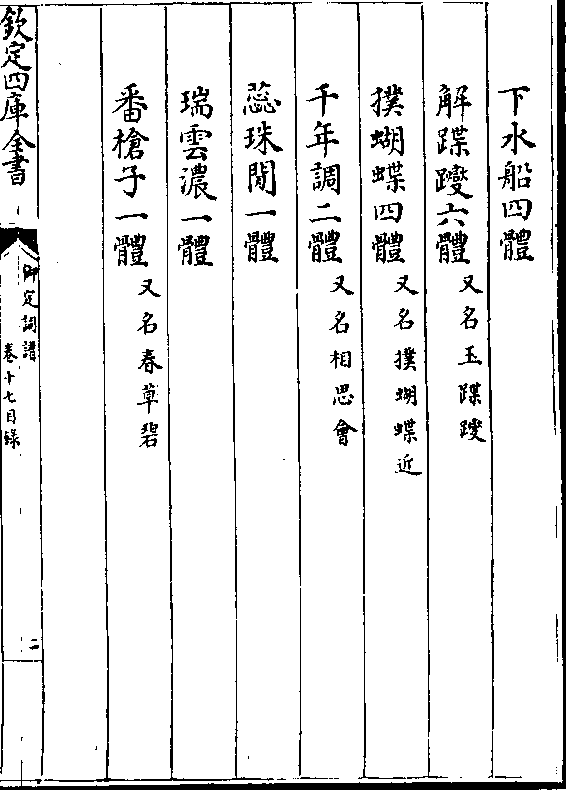 下水船四體
解蹀躞六體 又名玉蹀躞
撲蝴蝶四體 又名撲蝴蝶近
千年調二體 又名相思會
蕊珠閒一體
瑞雲濃一體
番槍子一體 又名春草碧
欽定四庫全書
御定詞譜
卷十七目錄
二